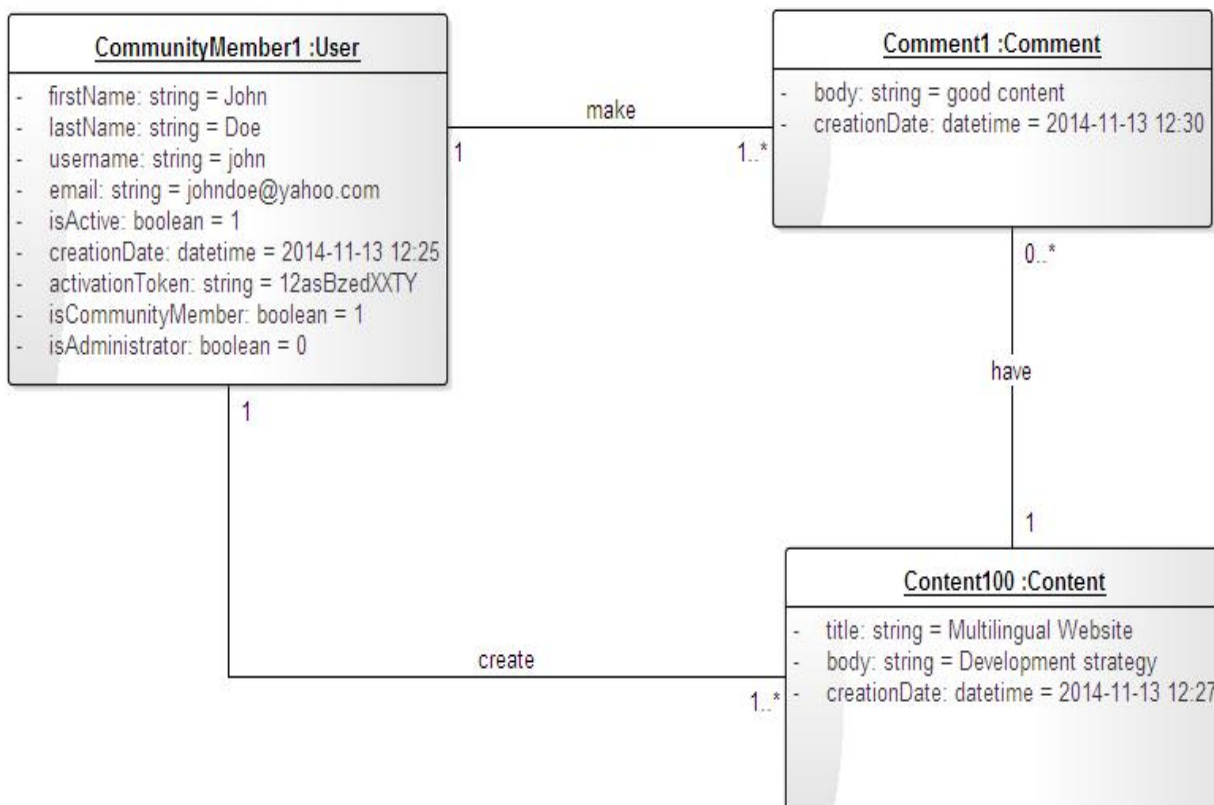 CommunityMember1 :User
- firstName: string = John
- lastName: string = Doe
- username: string = john
- email: string = johndoe@yahoo.com
- isActive: boolean = 1
- creationDate: datetime = 2014-11-13 12:25
- activationToken: string = 12asBzedXXTY
- isCommunityMember: boolean = 1
- isAdministrator: boolean = 0
make
1
1..*
Comment1 :Comment
- body: string = good content
- creationDate: datetime = 2014-11-13 12:30
0..*
have
1
1
create
1..*
Content100 :Content
- title: string = Multilingual Website
- body: string = Development strategy
- creationDate: datetime = 2014-11-13 12:27